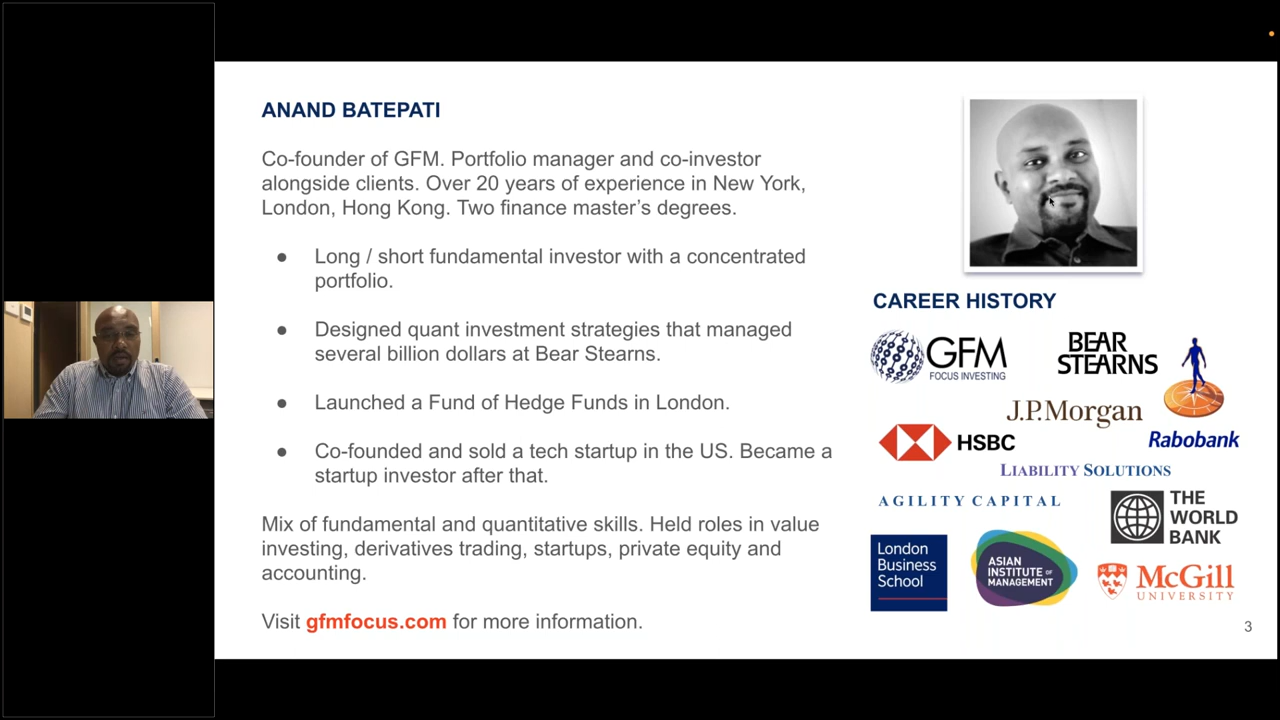 ANAND BATEPATI
Co-founder of GFM. Portfolio manager and co-investor
alongside clients. Over 20 years of experience in New York,
London, Hong Kong. Two finance master’s degrees.
● Long / short fundamental investor with a concentrated
portfolio.
● Designed quant investment strategies that managed
several billion dollars at Bear Stearns.
● Launched a Fund of Hedge Funds in London.
● Co-founded and sold a tech startup in the US. Became a
startup investor after that.
Mix of fundamental and quantitative skills. Held roles in value
investing, derivatives trading, startups, private equity and
accounting.
Visit gfmfocus.com for more information.
CAREER HISTORY
GFM
FOCUS INVESTING
BEAR
STEARNS
J.P.Morgan
Rabobank
HSBC
LIABILITY SOLUTIONS
AGILITY CAPITAL
THE
WORLD
BANK
London
Business
School
ASIAN
INSTITUTE OF
MANAGEMENT
McGill
UNIVERSITY
3